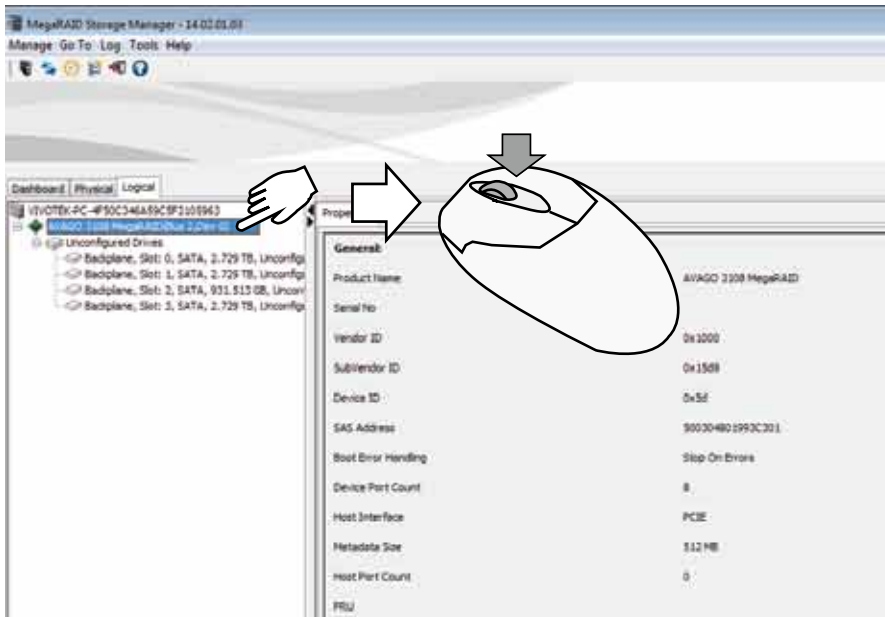 MegaRAID Storage Manager - 14.02.01.03
Manage Go To Log Tools Help
Dashboard Physical Logical
VIVOTEK-PC
AVAGO 3108 MegaRAID(Bus 2,Dev
Unconfigured Drives
Backplane, Slot: 0, SATA, 2.729 TB, Unconfig
Backplane, Slot: 1, SATA, 2.729 TB, Unconfig
Backplane, Slot: 2, SATA, 931.513 GB, Uncon
Backplane, Slot: 3, SATA, 2.729 TB, Unconfig
Prope
General:
Product Name AVAGO 3108 MegaRAID
Serial No
Vendor ID 0x1000
SubVendor ID 0x15d9
Device ID 0x5d
SAS Address
Boot Error Handling Stop On Errors
Device Port Count 8
Host Interface PCIE
Metadata Size 512 MB
Host Port Count 0
FRU